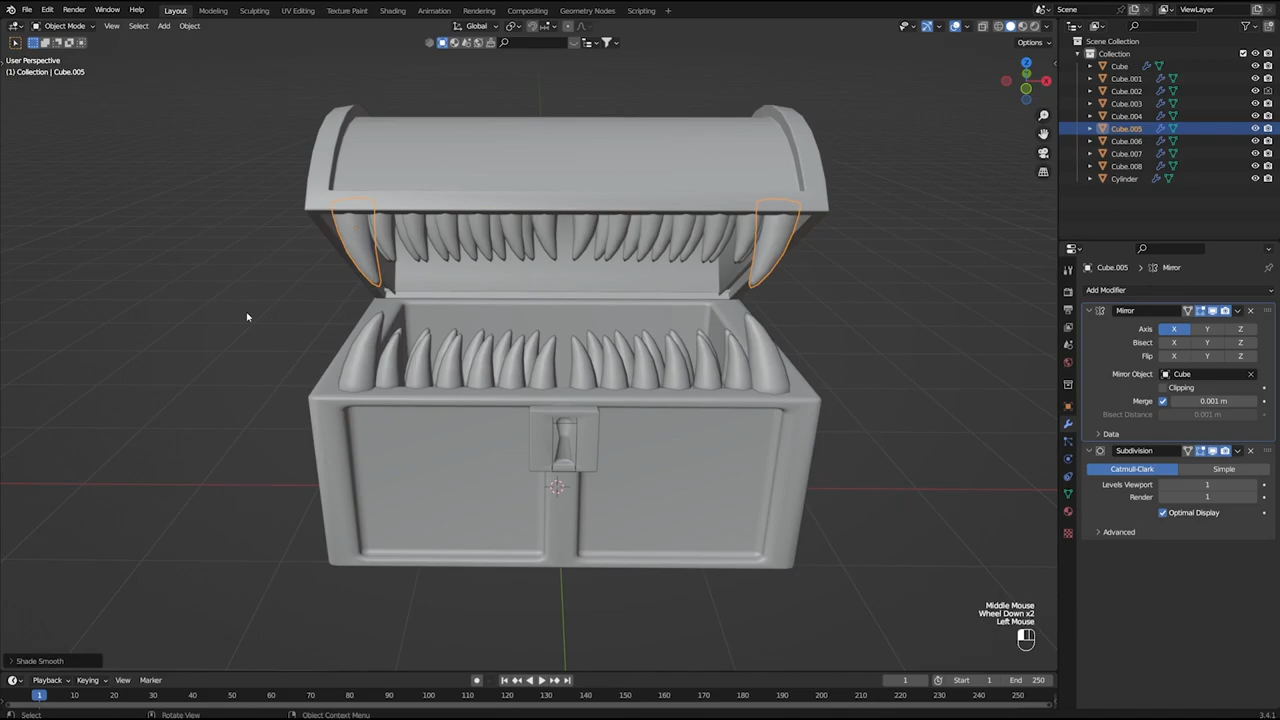 File Edit Render Window Help Layout Modeling Sculpting UV Editing Texture Paint Shading Animation Rendering Compositing Geometry Nodes Scripting + Scene ViewLayer
Object Mode View Select Add Object Global
Options
User Perspective
(1) Collection | Cube.005
Z
Y
X
Scene Collection
Collection
Cube
Cube.001
Cube.002
Cube.003
Cube.004
Cube.005
Cube.006
Cube.007
Cube.008
Cylinder
Cube.005 > Mirror
Add Modifier
Mirror
Axis X Y Z
Bisect X Y Z
Flip X Y Z
Mirror Object Cube
Clipping
Merge 0.001 m
Bisect Distance 0.001 m
Data
Subdivision
Catmull-Clark Simple
Levels Viewport 1
Render 1
Optimal Display
Advanced
Middle Mouse
Wheel Down x2
Left Mouse
Shade Smooth
Playback Keying View Marker 1 Start 1 End 250
1 10 20 30 40 50 60 70 80 90 100 110 120 130 140 150 160 170 180 190 200 210 220 230 240 250
Select Rotate View Object Context Menu 3.4.1